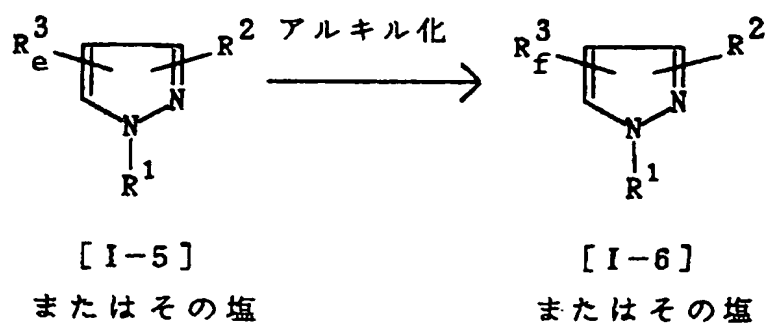 R³e R² アルキル化 R³f R²
N N N N
R¹ R¹
[I-5] [I-6]
またはその塩 またはその塩